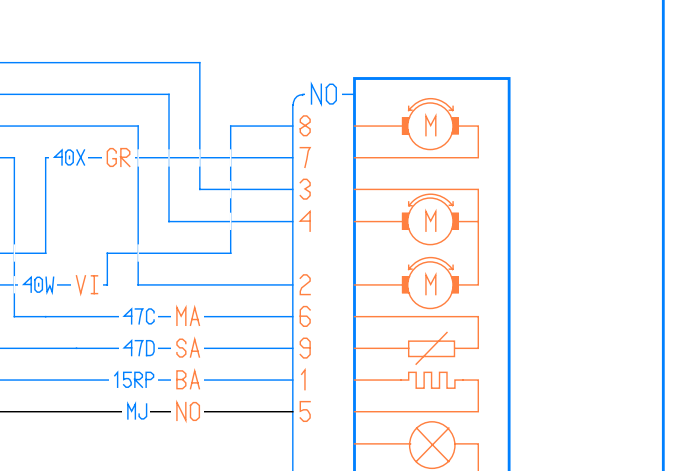 NO
8
M
40X GR 7
3
4 M
40W VI 2 M
47C MA 6
47D SA 9
15RP BA 1
MJ NO 5